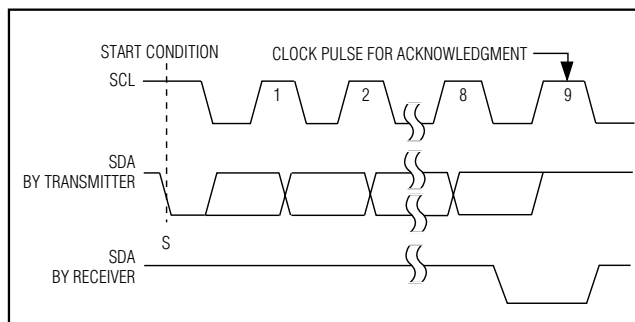 START CONDITION
CLOCK PULSE FOR ACKNOWLEDGMENT
SCL
1
2
8
9
SDA
BY TRANSMITTER
S
SDA
BY RECEIVER